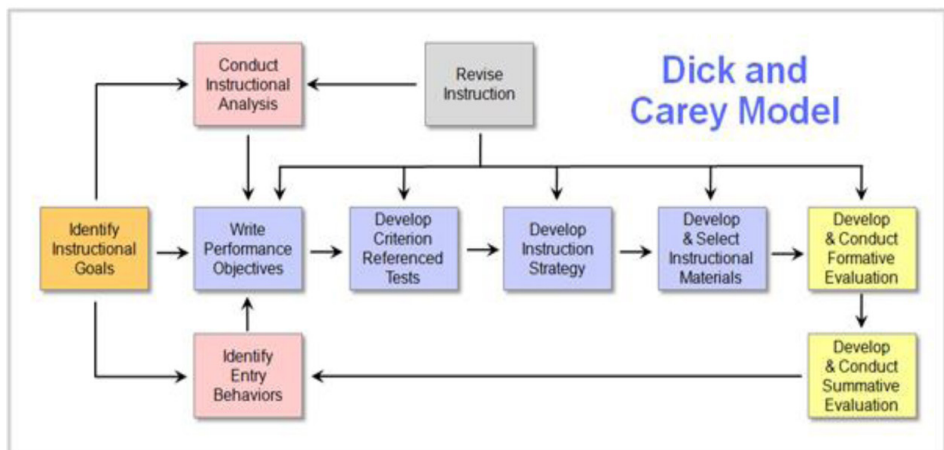 Conduct
Instructional
Analysis
Revise
Instruction
Dick and
Carey Model
Identify
Instructional
Goals
Write
Performance
Objectives
Develop
Criterion
Referenced
Tests
Develop
Instruction
Strategy
Develop
& Select
Instructional
Materials
Develop
& Conduct
Formative
Evaluation
Identify
Entry
Behaviors
Develop
& Conduct
Summative
Evaluation